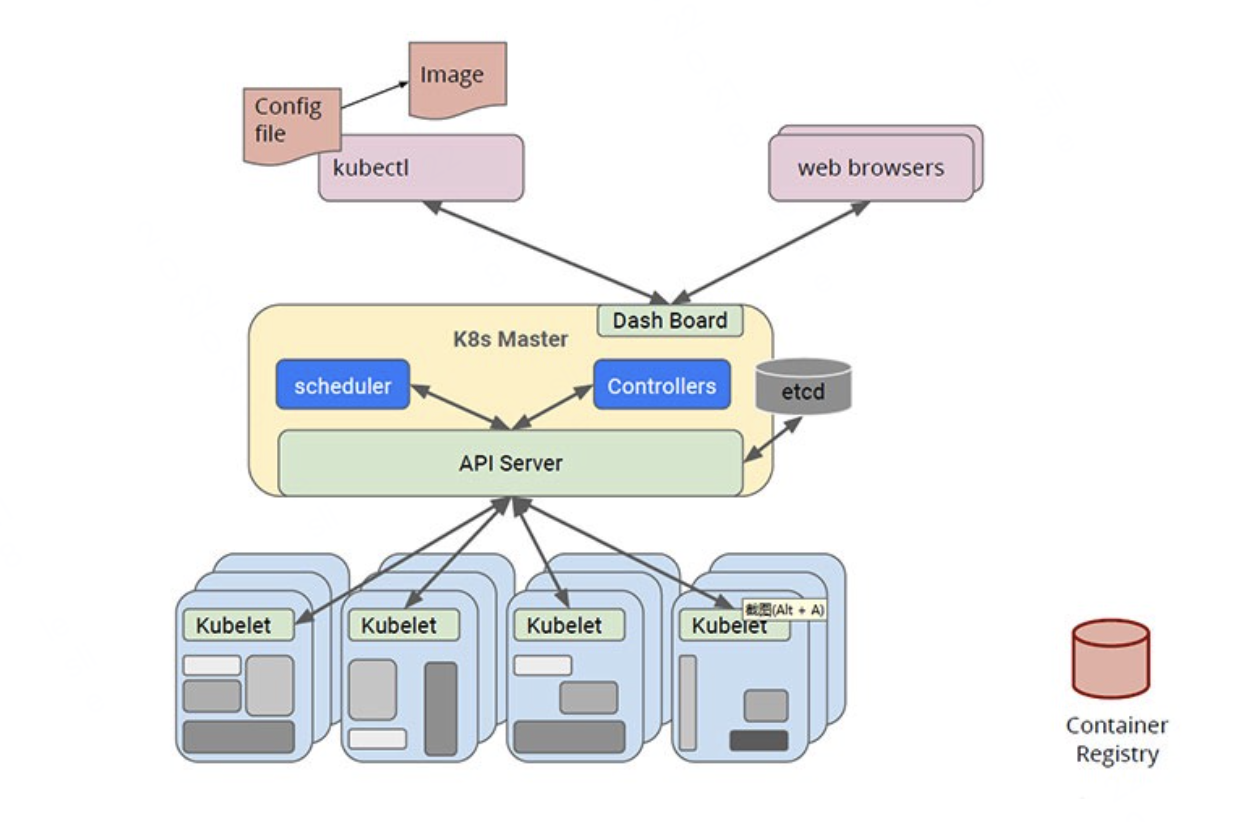 Image
Config
file
kubectl
web browsers
Dash Board
K8s Master
scheduler
Controllers
etcd
API Server
截图(Alt + A)
Kubelet
Kubelet
Kubelet
Kubelet
Container
Registry